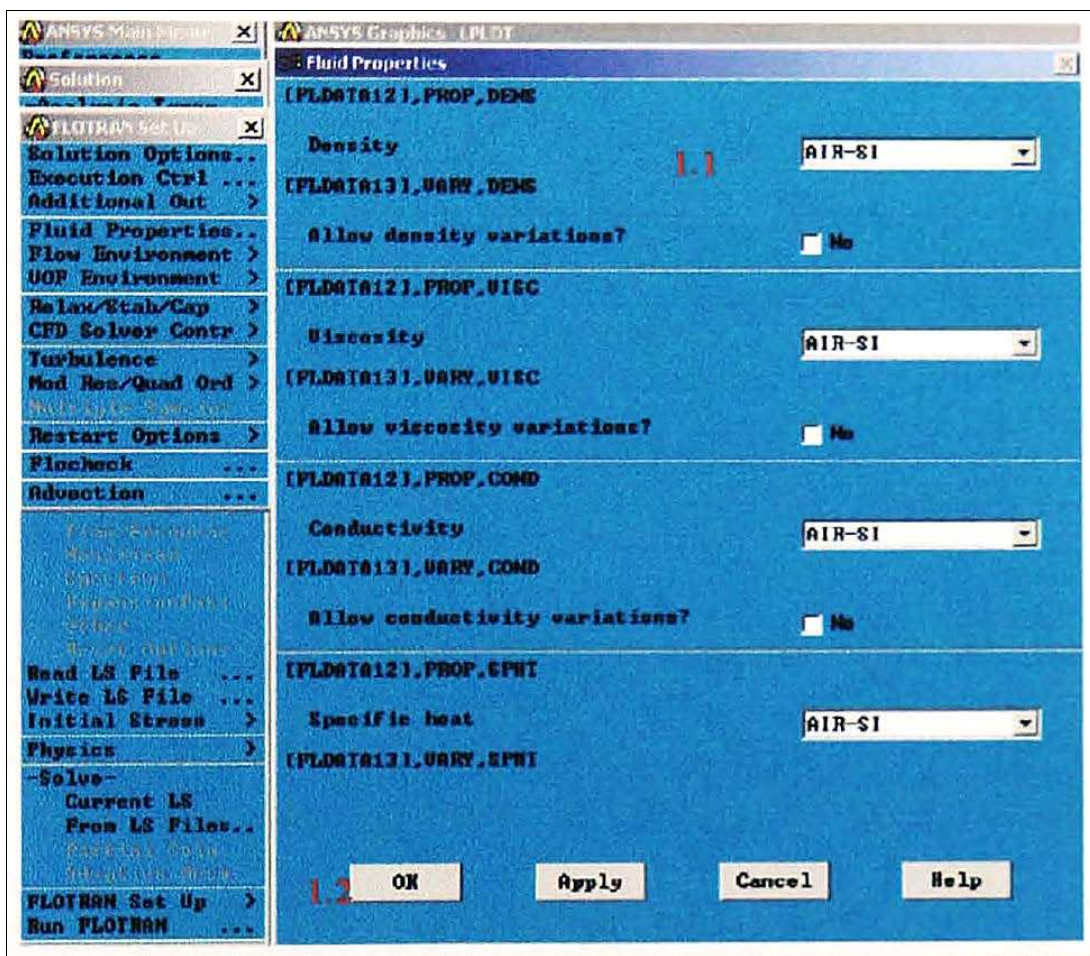 ANSYS Main Menu
Preferences
Solution
-Analysis Type-
FLOTRAN Set Up
Solution Options..
Execution Ctrl ...
Additional Out >
Fluid Properties..
Flow Environment >
VOF Environment >
Relax/Stab/Cap >
CFD Solver Contr >
Turbulence >
Mod Res/Quad Ord >
Multiple Species
Restart Options >
Flocheck ...
Advection ...
Read LS File ...
Write LS File ...
Initial Stress >
Physics >
-Solve-
Current LS
From LS Files..
FLOTRAN Set Up >
Run FLOTRAN ...
ANSYS Graphics LPLOT
Fluid Properties
[FLDATA12],PROP,DENS
Density
1.1
AIR-SI
[FLDATA13],VARY,DENS
Allow density variations?
No
[FLDATA12],PROP,VISC
Viscosity
AIR-SI
[FLDATA13],VARY,VISC
Allow viscosity variations?
No
[FLDATA12],PROP,COND
Conductivity
AIR-SI
[FLDATA13],VARY,COND
Allow conductivity variations?
No
[FLDATA12],PROP,SPHT
Specific heat
AIR-SI
[FLDATA13],VARY,SPHT
1.2
OK
Apply
Cancel
Help